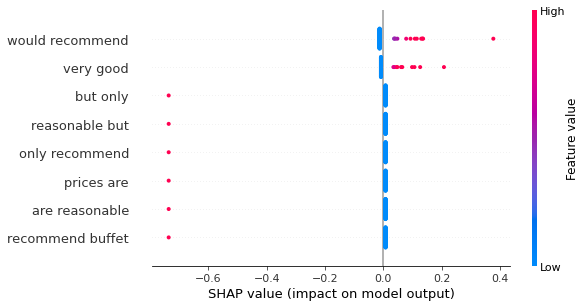 High
would recommend
very good
but only
reasonable but
only recommend
prices are
are reasonable
recommend buffet
Feature value
Low
−0.6 −0.4 −0.2 0.0 0.2 0.4
SHAP value (impact on model output)